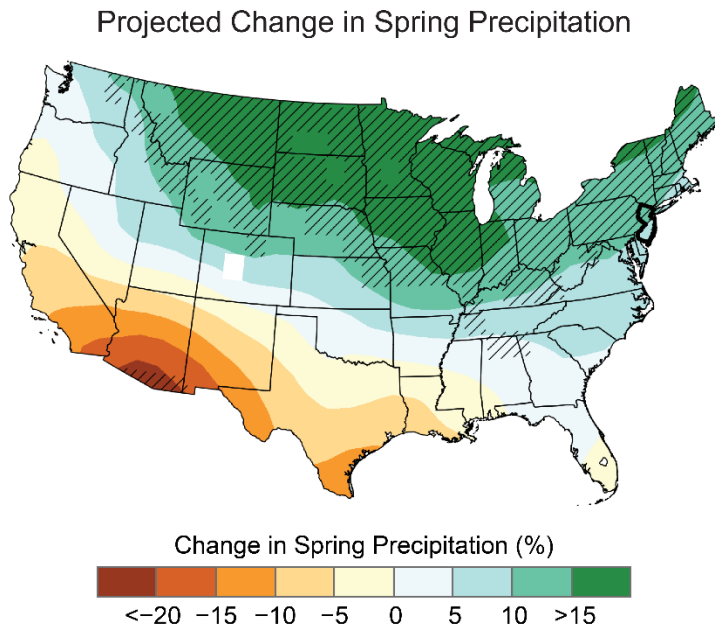 Projected Change in Spring Precipitation
Change in Spring Precipitation (%)
<−20 −15 −10 −5 0 5 10 >15